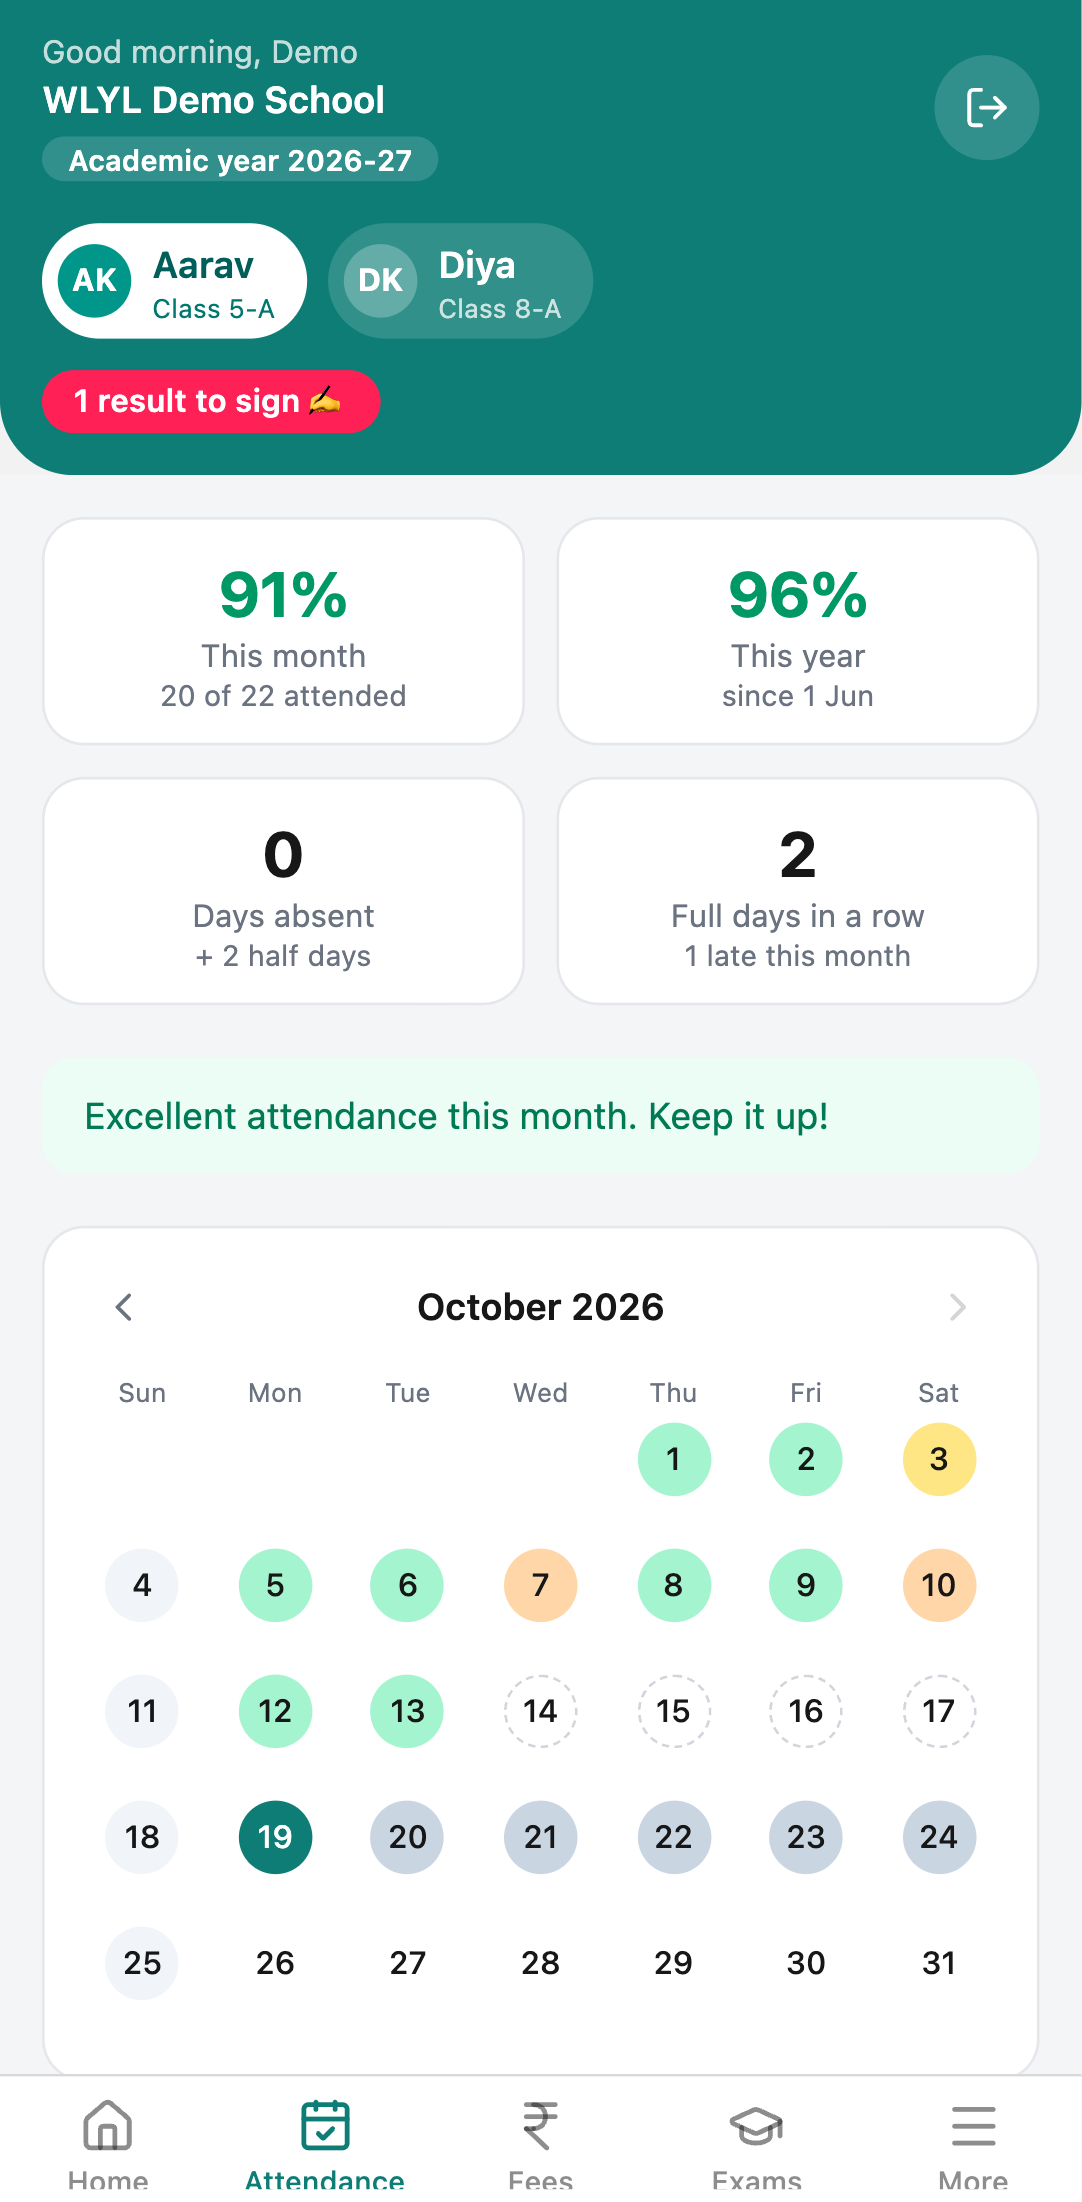 Good morning, Demo
WLYL Demo School
Academic year 2026-27
AK Aarav
Class 5-A
DK Diya
Class 8-A
1 result to sign ✍️
91%
This month
20 of 22 attended
96%
This year
since 1 Jun
0
Days absent
+ 2 half days
2
Full days in a row
1 late this month
Excellent attendance this month. Keep it up!
October 2026
Sun Mon Tue Wed Thu Fri Sat
1 2 3
4 5 6 7 8 9 10
11 12 13 14 15 16 17
18 19 20 21 22 23 24
25 26 27 28 29 30 31
Home Attendance Fees Exams More